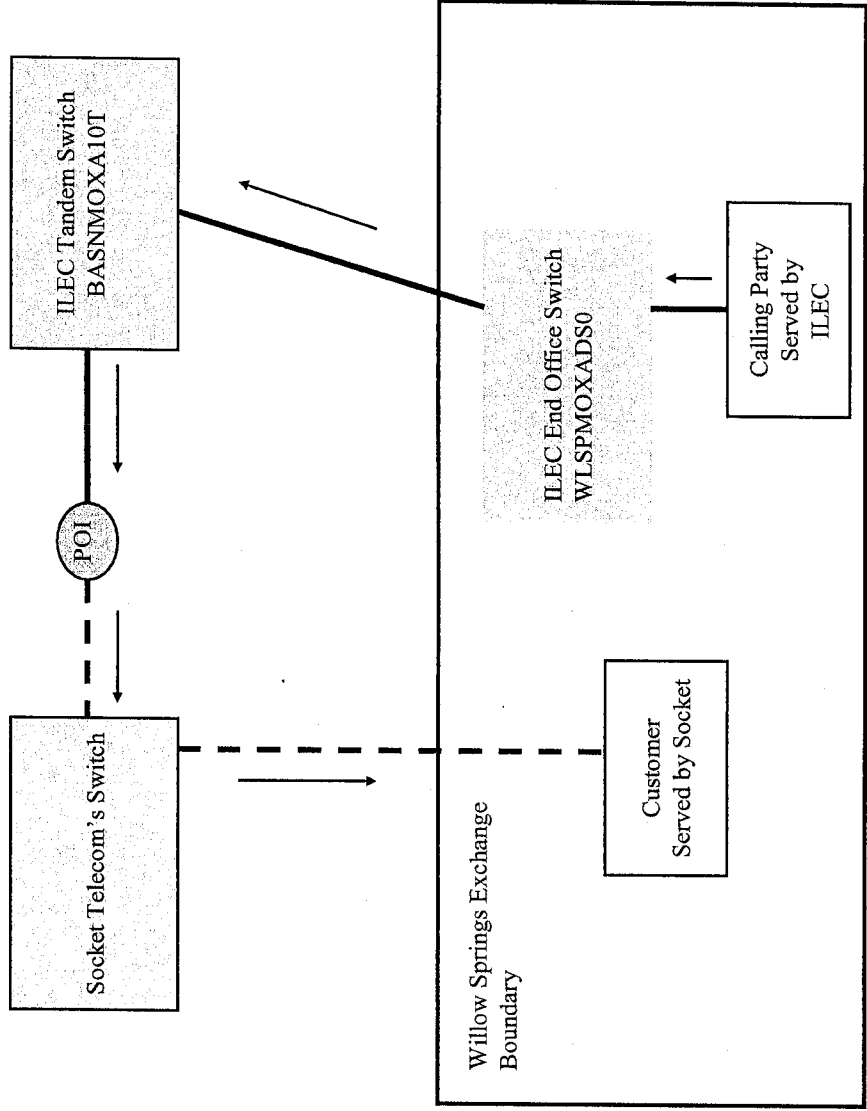 Socket Telecom's Switch
POI
ILEC Tandem Switch
BASNMOXA10T
Willow Springs Exchange
Boundary
Customer
Served by Socket
ILEC End Office Switch
WLSPMOXADS0
Calling Party
Served by
ILEC